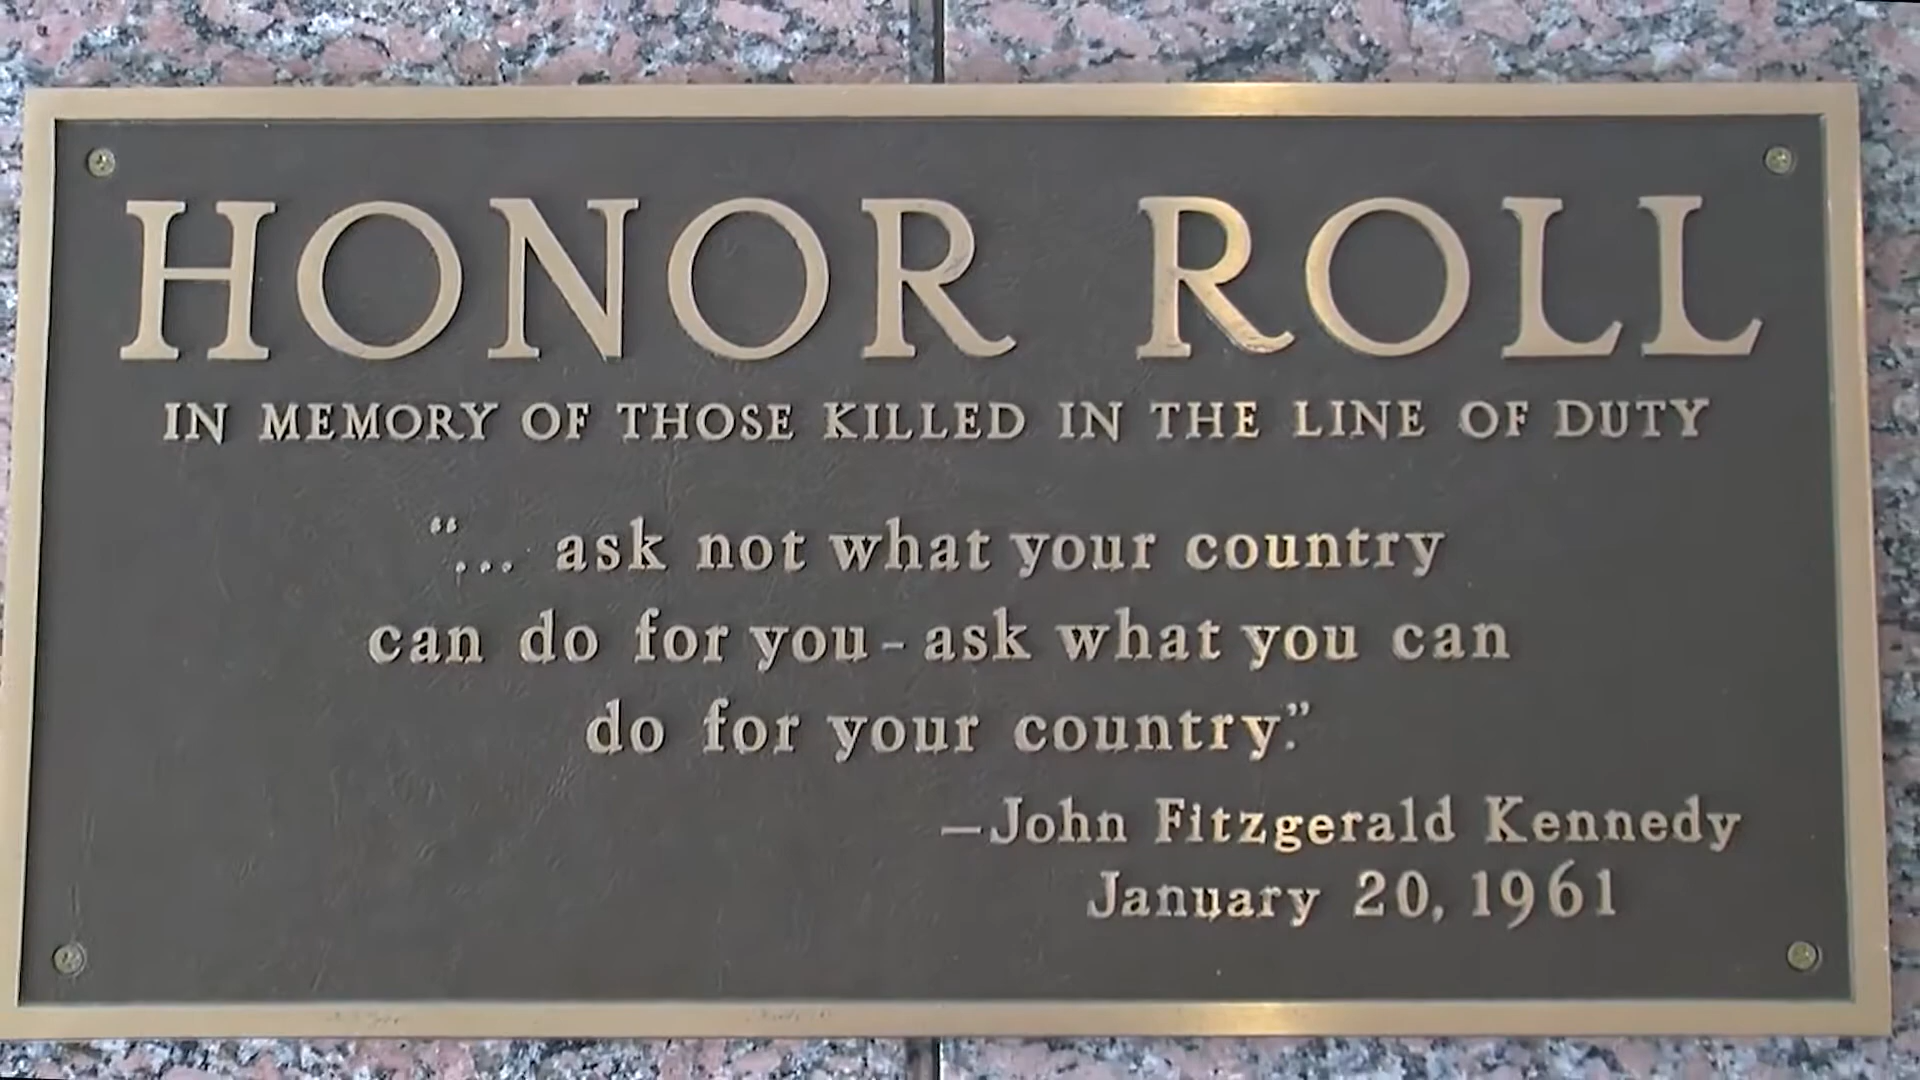 HONOR ROLL
IN MEMORY OF THOSE KILLED IN THE LINE OF DUTY
"... ask not what your country
can do for you - ask what you can
do for your country."
—John Fitzgerald Kennedy
January 20, 1961